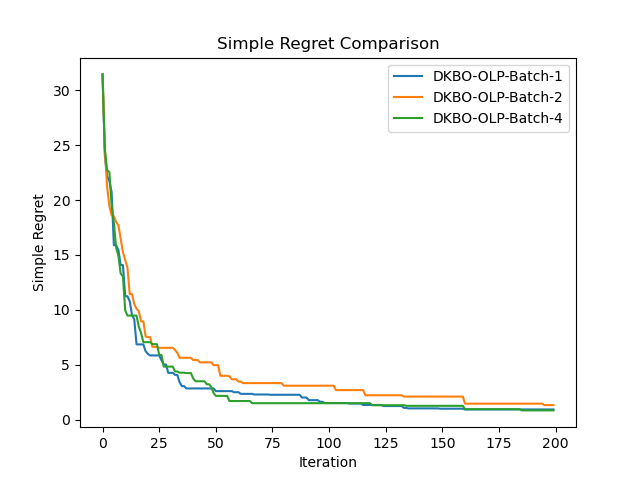 Simple Regret Comparison
DKBO-OLP-Batch-1
DKBO-OLP-Batch-2
DKBO-OLP-Batch-4
Simple Regret
30
25
20
15
10
5
0
0 25 50 75 100 125 150 175 200
Iteration